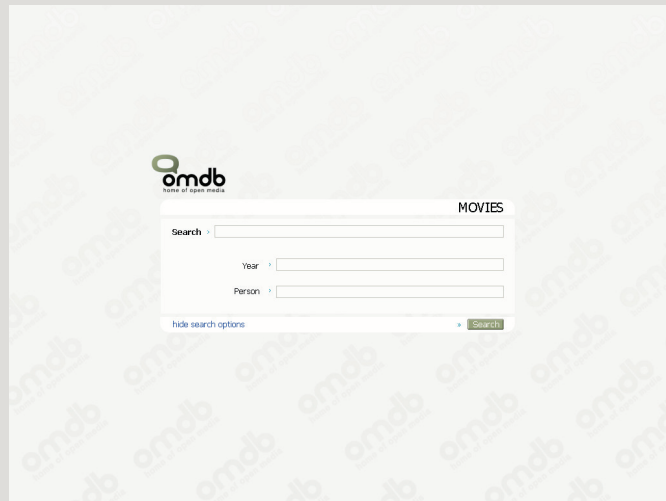 omdb
home of open media
MOVIES
Search ›
Year ›
Person ›
hide search options
» Search